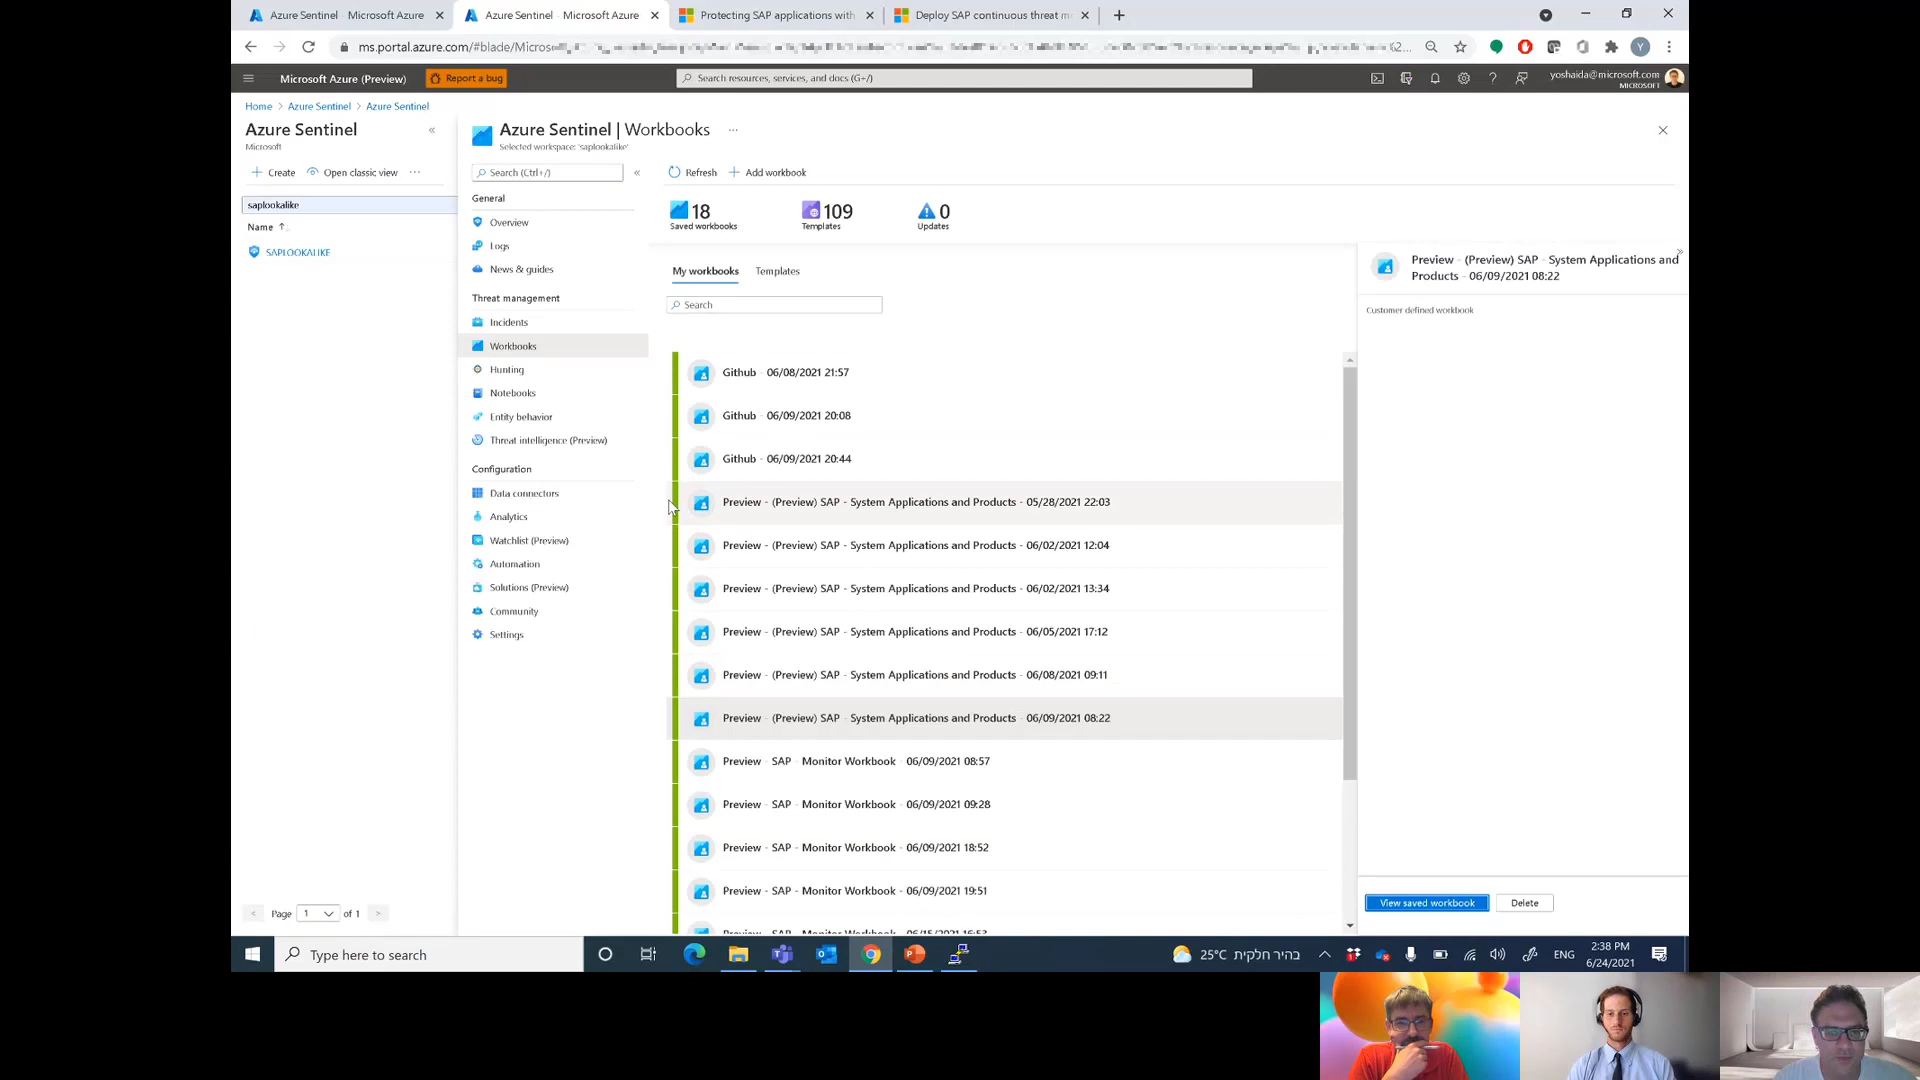 Azure Sentinel Microsoft Azure
Azure Sentinel - Microsoft Azure
Protecting SAP applications with
Deploy SAP continuous threat m
ms.portal.azure.com/#blade/Microso
Microsoft Azure (Preview)
Report a bug
Search resources, services, and docs (G+/)
yoshaida@microsoft.com
MICROSOFT
Home > Azure Sentinel > Azure Sentinel
Azure Sentinel
Microsoft
Create
Open classic view
saplookalike
Name
SAPLOOKALIKE
Page 1 of 1
Azure Sentinel | Workbooks
Selected workspace: 'saplookalike'
Search (Ctrl+/)
General
Overview
Logs
News & guides
Threat management
Incidents
Workbooks
Hunting
Notebooks
Entity behavior
Threat intelligence (Preview)
Configuration
Data connectors
Analytics
Watchlist (Preview)
Automation
Solutions (Preview)
Community
Settings
Refresh
Add workbook
18
Saved workbooks
109
Templates
0
Updates
My workbooks
Templates
Search
Github - 06/08/2021 21:57
Github - 06/09/2021 20:08
Github - 06/09/2021 20:44
Preview - (Preview) SAP - System Applications and Products - 05/28/2021 22:03
Preview - (Preview) SAP - System Applications and Products - 06/02/2021 12:04
Preview - (Preview) SAP - System Applications and Products - 06/02/2021 13:34
Preview - (Preview) SAP - System Applications and Products - 06/05/2021 17:12
Preview - (Preview) SAP - System Applications and Products - 06/08/2021 09:11
Preview - (Preview) SAP - System Applications and Products - 06/09/2021 08:22
Preview - SAP - Monitor Workbook - 06/09/2021 08:57
Preview - SAP - Monitor Workbook - 06/09/2021 09:28
Preview - SAP - Monitor Workbook - 06/09/2021 18:52
Preview - SAP - Monitor Workbook - 06/09/2021 19:51
Preview - SAP - Monitor Workbook - 06/15/2021 16:53
Preview - (Preview) SAP - System Applications and
Products - 06/09/2021 08:22
Customer defined workbook
View saved workbook
Delete
Type here to search
25°C בהיר חלקית
ENG
2:38 PM
6/24/2021